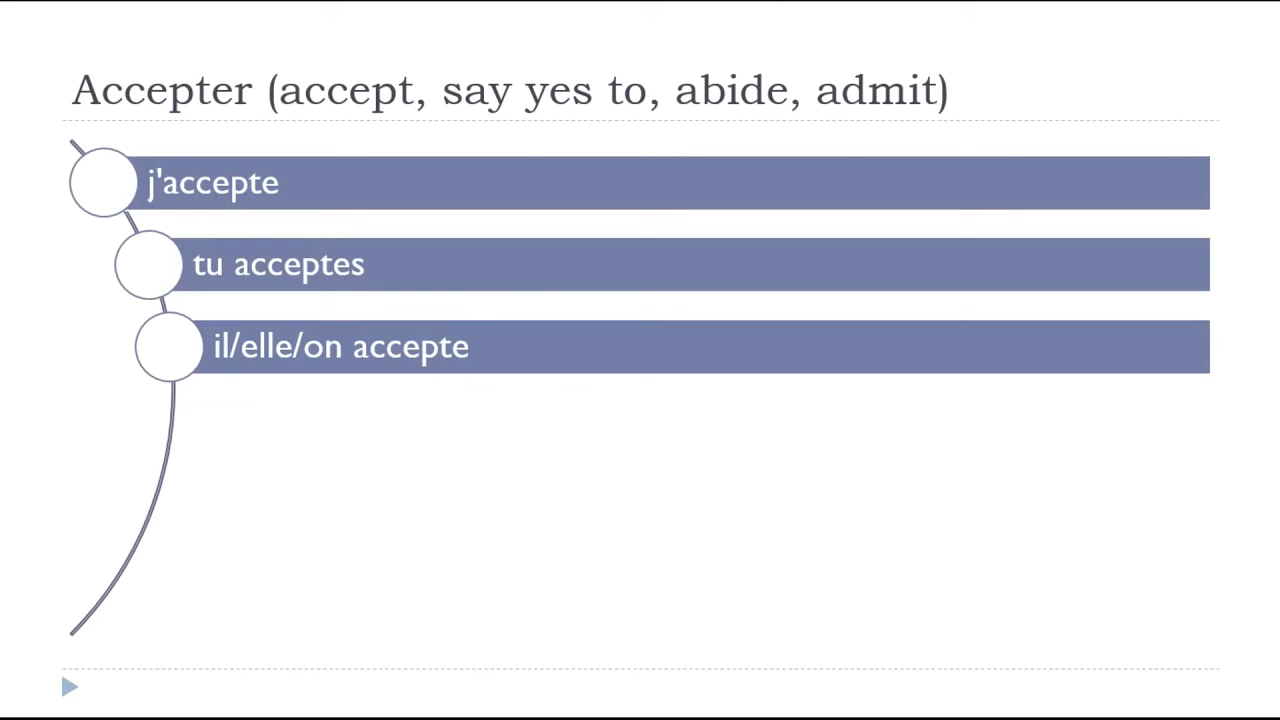 Accepter (accept, say yes to, abide, admit)
j'accepte
tu acceptes
il/elle/on accepte